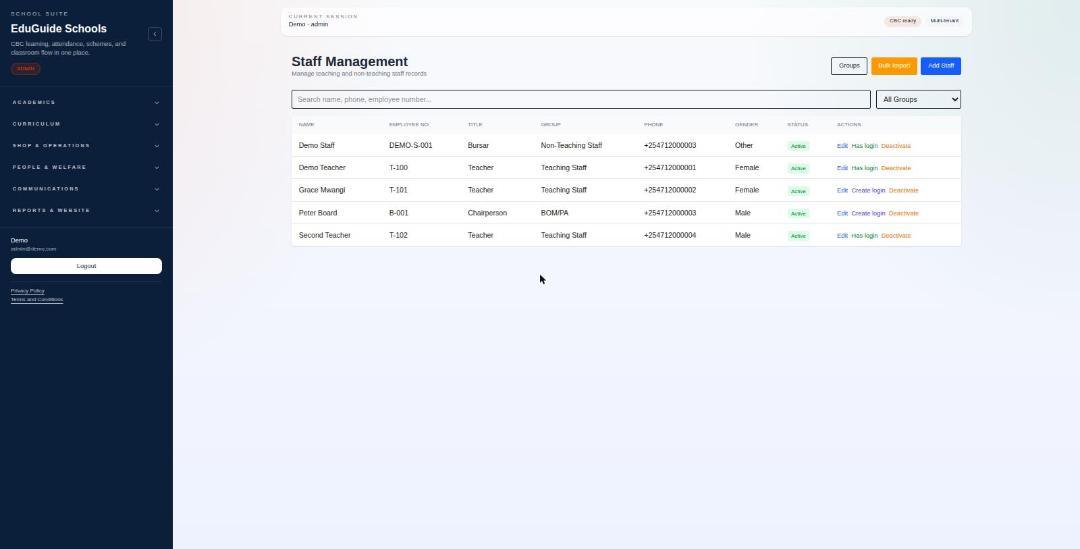 SCHOOL SUITE
EduGuide Schools
CBC learning, attendance, schemes, and
classroom flow in one place.
ADMIN
ACADEMICS
CURRICULUM
SHOP & OPERATIONS
PEOPLE & WELFARE
COMMUNICATIONS
REPORTS & WEBSITE
Demo
admin@demo.com
Logout
Privacy Policy
Terms and Conditions
CURRENT SESSION
Demo - admin
CBC ready Multi-tenant
Staff Management
Manage teaching and non-teaching staff records
Groups Bulk Import Add Staff
Search name, phone, employee number... All Groups
NAME EMPLOYEE NO. TITLE GROUP PHONE GENDER STATUS ACTIONS
Demo Staff DEMO-S-001 Bursar Non-Teaching Staff +254712000003 Other Active Edit Has login Deactivate
Demo Teacher T-100 Teacher Teaching Staff +254712000001 Female Active Edit Has login Deactivate
Grace Mwangi T-101 Teacher Teaching Staff +254712000002 Female Active Edit Create login Deactivate
Peter Board B-001 Chairperson BOM/PA +254712000003 Male Active Edit Create login Deactivate
Second Teacher T-102 Teacher Teaching Staff +254712000004 Male Active Edit Has login Deactivate